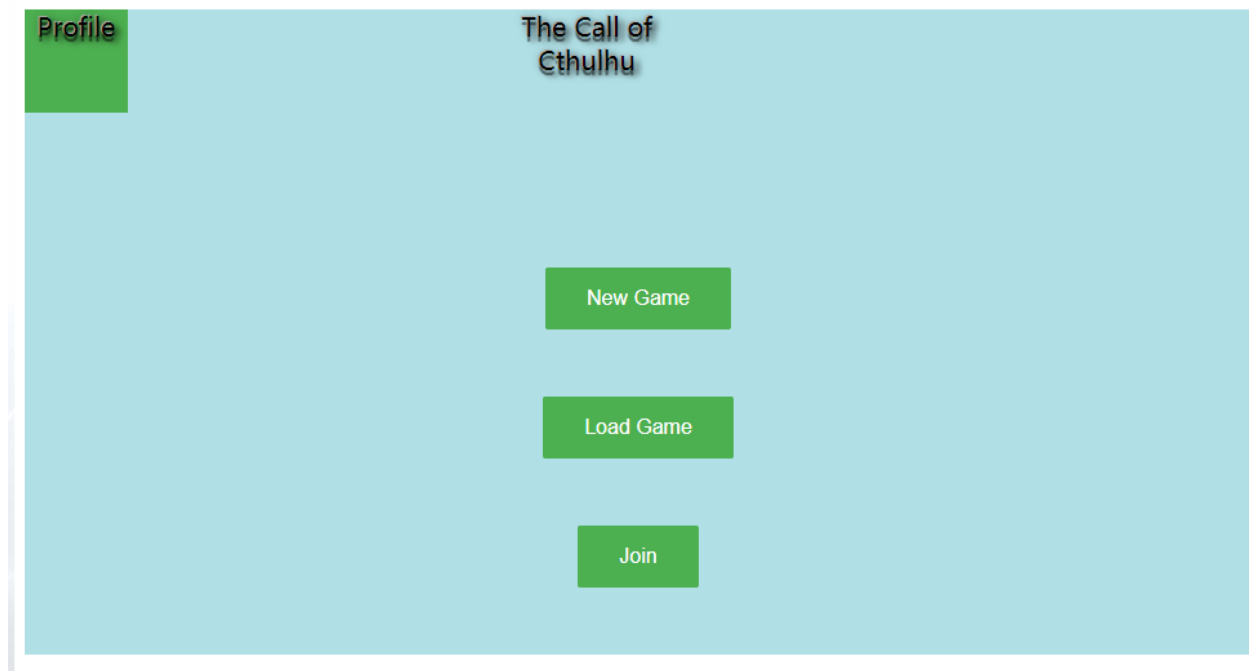 Profile
The Call of
Cthulhu
New Game
Load Game
Join